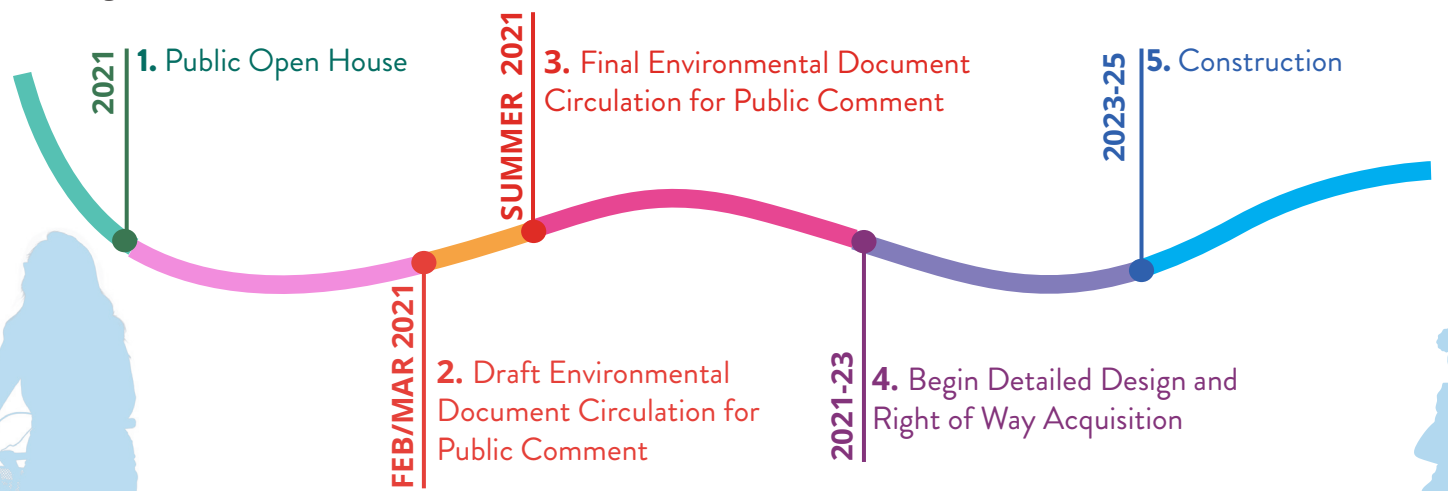 2021
1. Public Open House
FEB/MAR 2021
2. Draft Environmental
Document Circulation for
Public Comment
SUMMER 2021
3. Final Environmental Document
Circulation for Public Comment
2021-23
4. Begin Detailed Design and
Right of Way Acquisition
2023-25
5. Construction